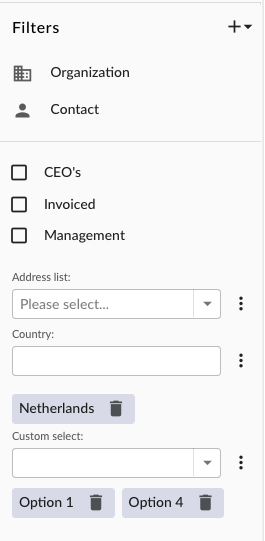 Filters
Organization
Contact
CEO's
Invoiced
Management
Address list:
Please select...
Country:
Netherlands
Custom select:
Option 1 Option 4